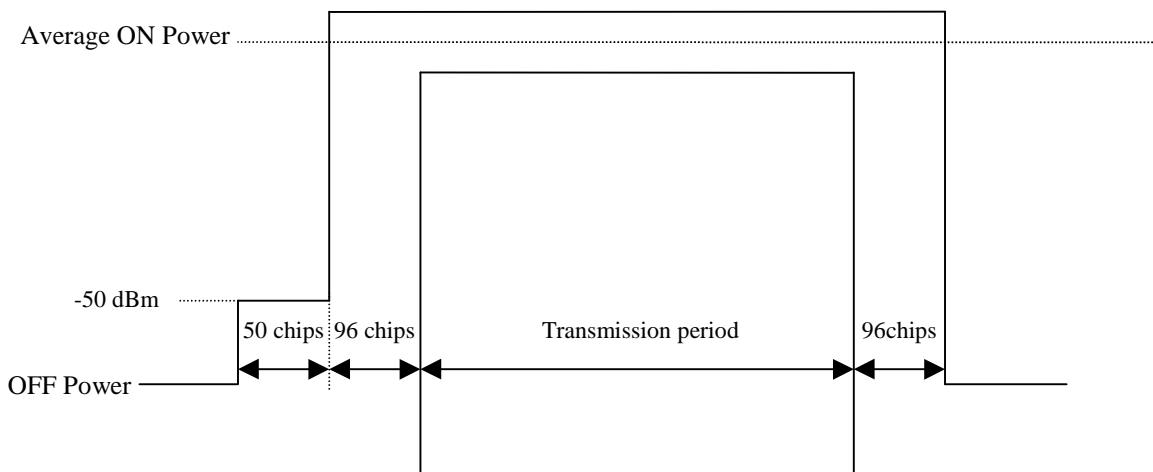 Average ON Power
-50 dBm
50 chips
96 chips
Transmission period
96chips
OFF Power